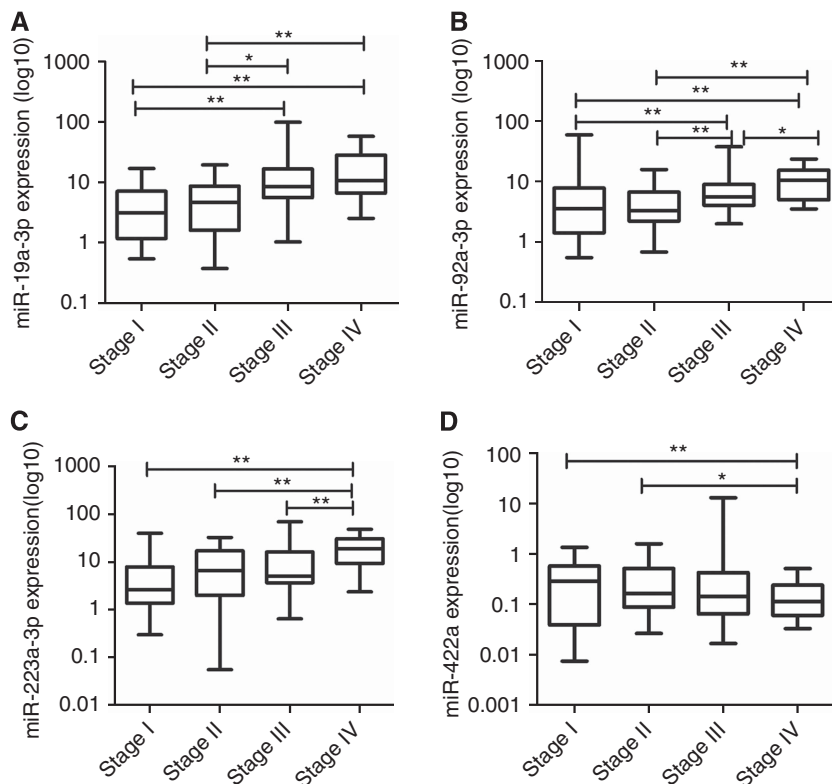 A
miR-19a-3p expression (log10)
1000
100
10
1
0.1
**
*
**
**
Stage I
Stage II
Stage III
Stage IV
B
miR-92a-3p expression (log10)
1000
100
10
1
0.1
**
**
**
**
*
Stage I
Stage II
Stage III
Stage IV
C
miR-223a-3p expression(log10)
1000
100
10
1
0.1
0.01
**
**
**
Stage I
Stage II
Stage III
Stage IV
D
miR-422a expression(log10)
100
10
1
0.1
0.01
0.001
**
*
Stage I
Stage II
Stage III
Stage IV